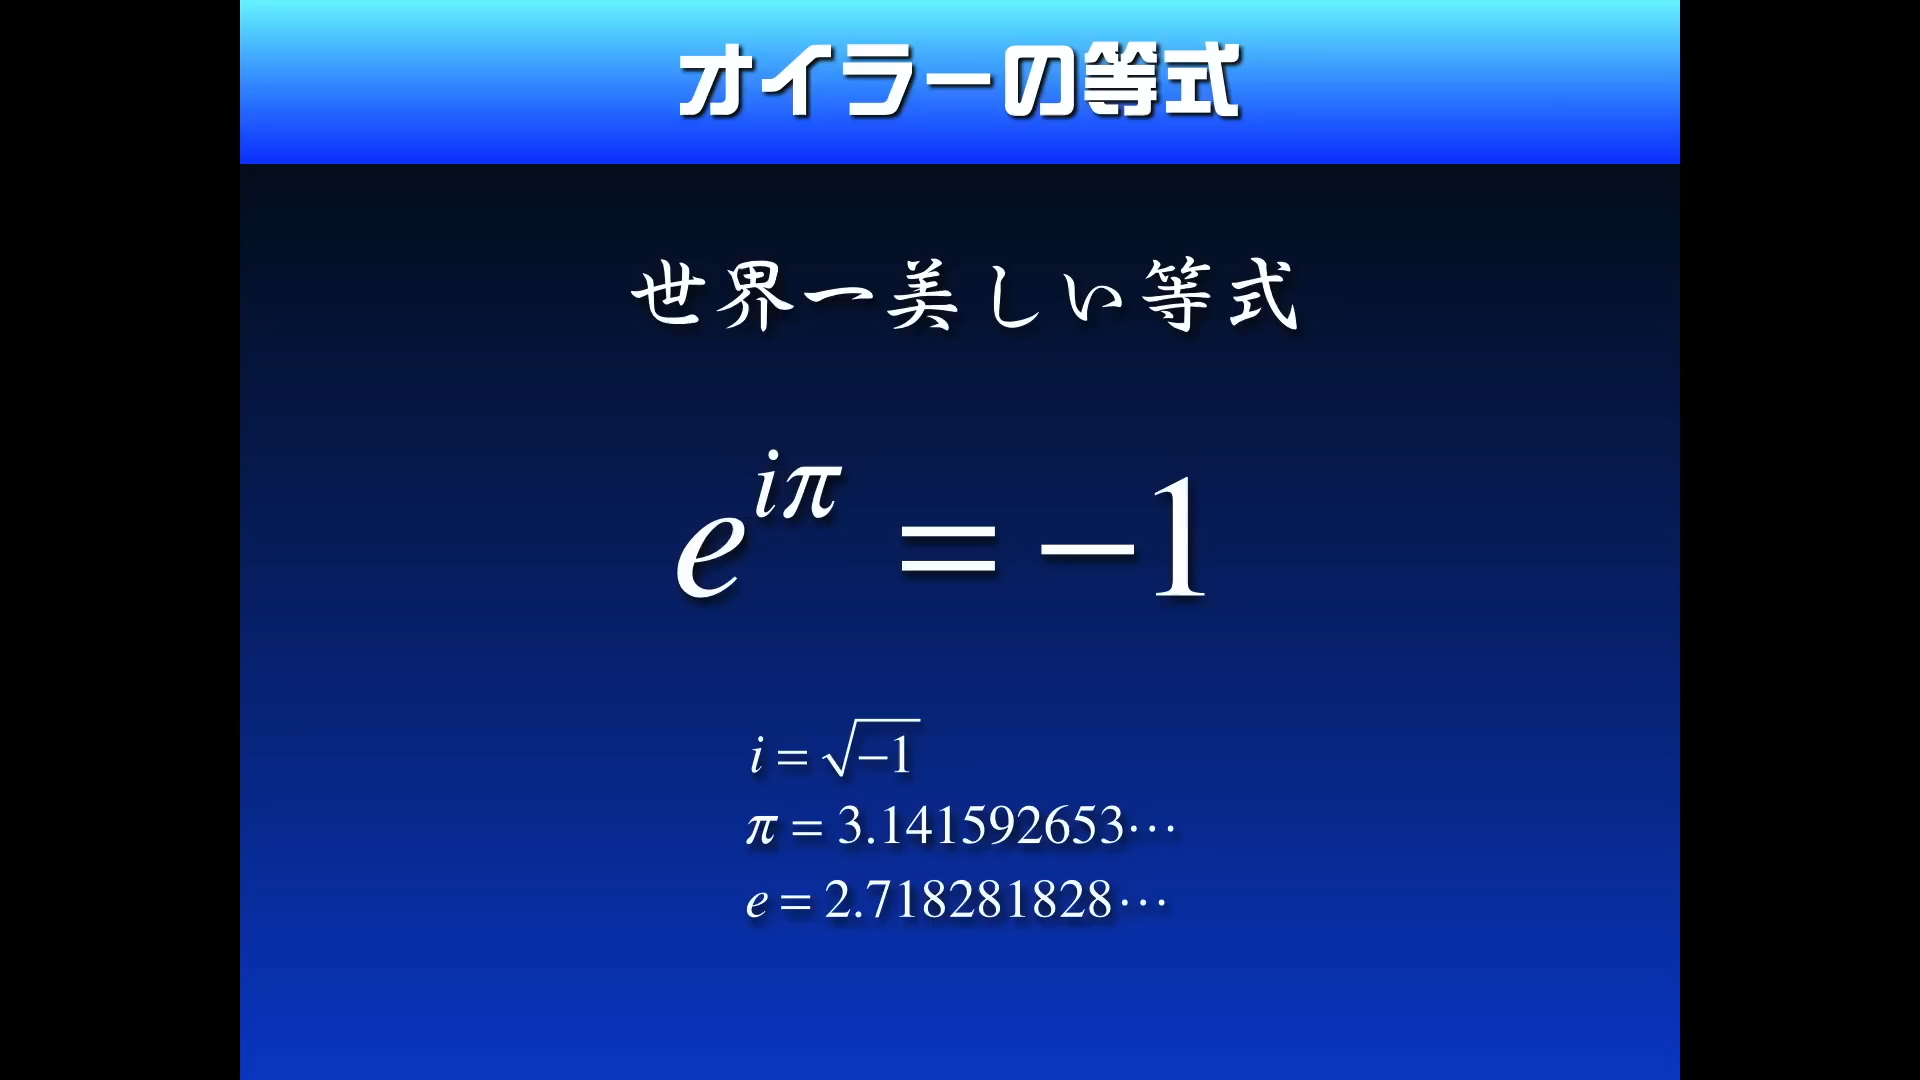 オイラーの等式
世界一美しい等式
e^{iπ} = −1
i = √−1
π = 3.141592653⋯
e = 2.718281828⋯